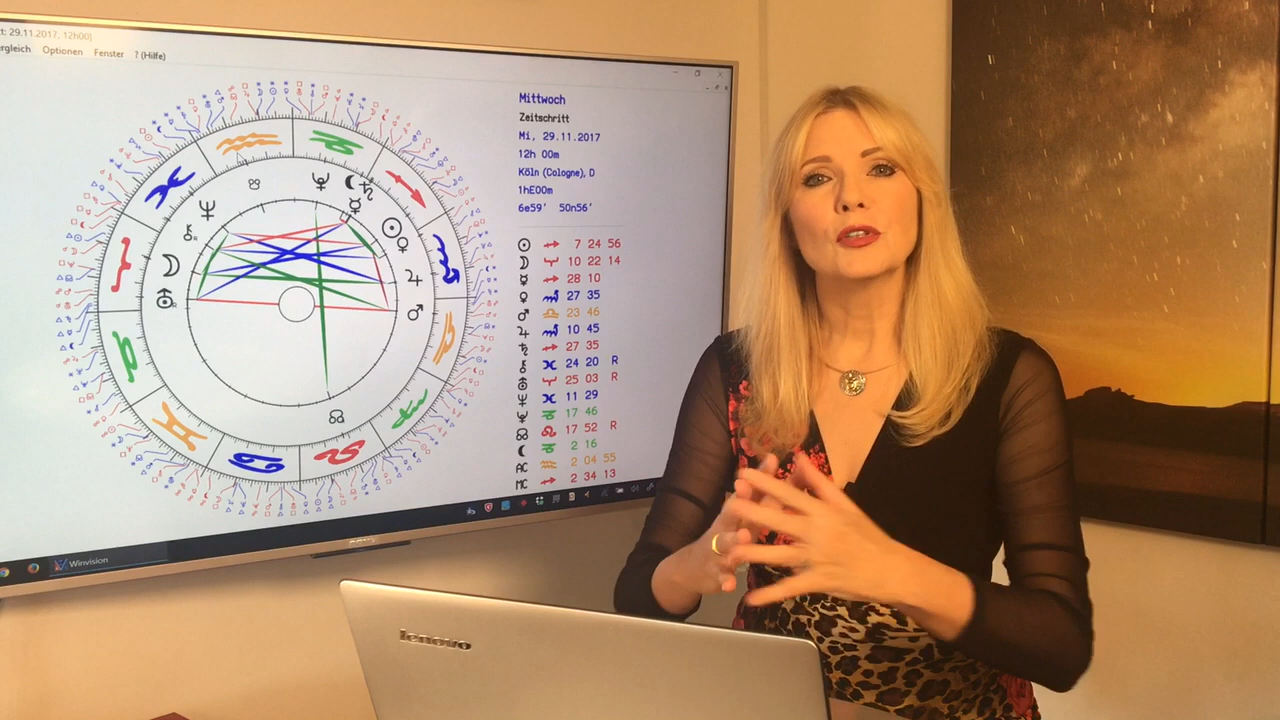 t: 29.11.2017, 12h00]
rgleich Optionen Fenster ? (Hilfe)
Mittwoch
Zeitschritt
Mi, 29.11.2017
12h 00m
Köln (Cologne), D
1hE00m
6e59' 50n56'
7 24 56
10 22 14
28 10
27 35
23 46
10 45
27 35
24 20 R
25 03 R
11 29
17 46
17 52 R
2 16
AC 2 04 55
MC 2 34 13
Winvision
SONY
lenovo